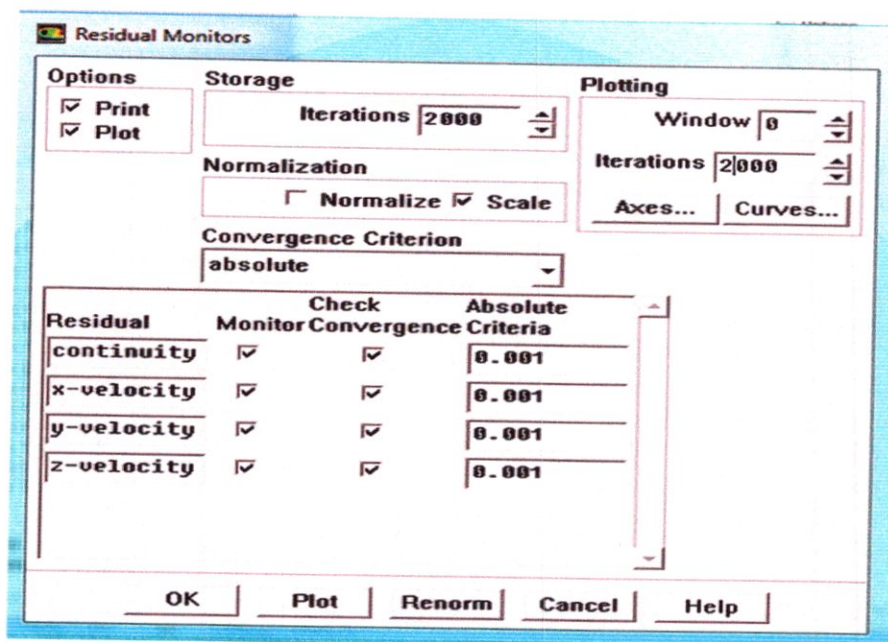 Residual Monitors
Options
Print
Plot
Storage
Iterations 2000
Normalization
Normalize Scale
Convergence Criterion
absolute
Plotting
Window 0
Iterations 2000
Axes... Curves...
Residual Monitor Check Convergence Absolute Criteria
continuity 0.001
x-velocity 0.001
y-velocity 0.001
z-velocity 0.001
OK Plot Renorm Cancel Help